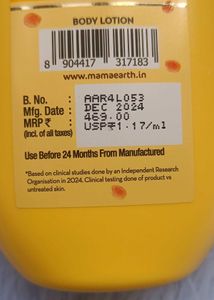 BODY LOTION
8 904417 317183
www.mamaearth.in
B. No. : AAR4L053
Mfg. Date : DEC 2024
MRP ₹ : 469.00
(incl. of all taxes) USP₹1.17/ml
Use Before 24 Months From Manufactured
*Based on clinical studies done by an Independent Research
Organisation in 2024. Clinical testing done of product vs
untreated skin.